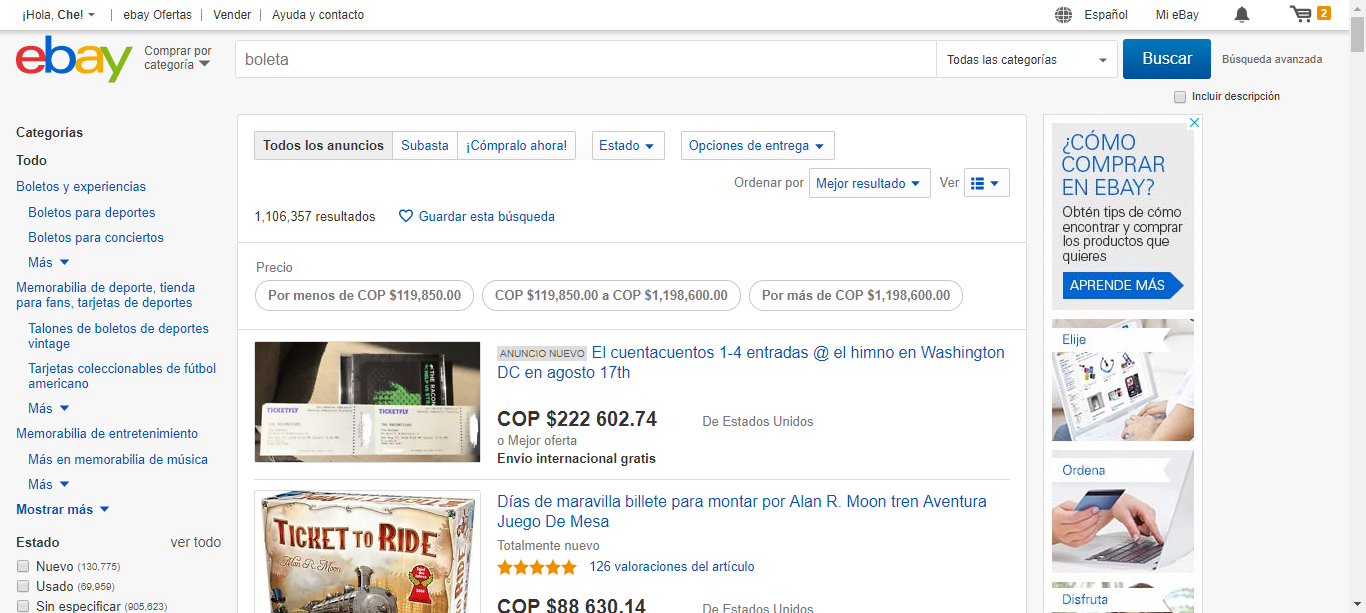 ¡Hola, Che!
ebay Ofertas
Vender
Ayuda y contacto
Español
Mi eBay
2
ebay
Comprar por
categoría
boleta
Todas las categorías
Buscar
Búsqueda avanzada
Incluir descripción
Categorías
Todo
Boletos y experiencias
Boletos para deportes
Boletos para conciertos
Más
Memorabilia de deporte, tienda
para fans, tarjetas de deportes
Talones de boletos de deportes
vintage
Tarjetas coleccionables de fútbol
americano
Más
Memorabilia de entretenimiento
Más en memorabilia de música
Más
Mostrar más
Estado
ver todo
Nuevo (130,775)
Usado (69,959)
Sin especificar (905,623)
Todos los anuncios
Subasta
¡Cómpralo ahora!
Estado
Opciones de entrega
Ordenar por
Mejor resultado
Ver
1,106,357 resultados
Guardar esta búsqueda
Precio
Por menos de COP $119,850.00
COP $119,850.00 a COP $1,198,600.00
Por más de COP $1,198,600.00
TICKETFLY
TICKETFLY
ANUNCIO NUEVO El cuentacuentos 1-4 entradas @ el himno en Washington
DC en agosto 17th
COP $222 602.74
De Estados Unidos
o Mejor oferta
Envío internacional gratis
TICKET TO RIDE
Alan R. Moon
Días de maravilla billete para montar por Alan R. Moon tren Aventura
Juego De Mesa
Totalmente nuevo
126 valoraciones del artículo
COP $88 630.14
De Estados Unidos
¿CÓMO
COMPRAR
EN EBAY?
Obtén tips de cómo
encontrar y comprar
los productos que
quieres
APRENDE MÁS
Elije
Ordena
Disfruta